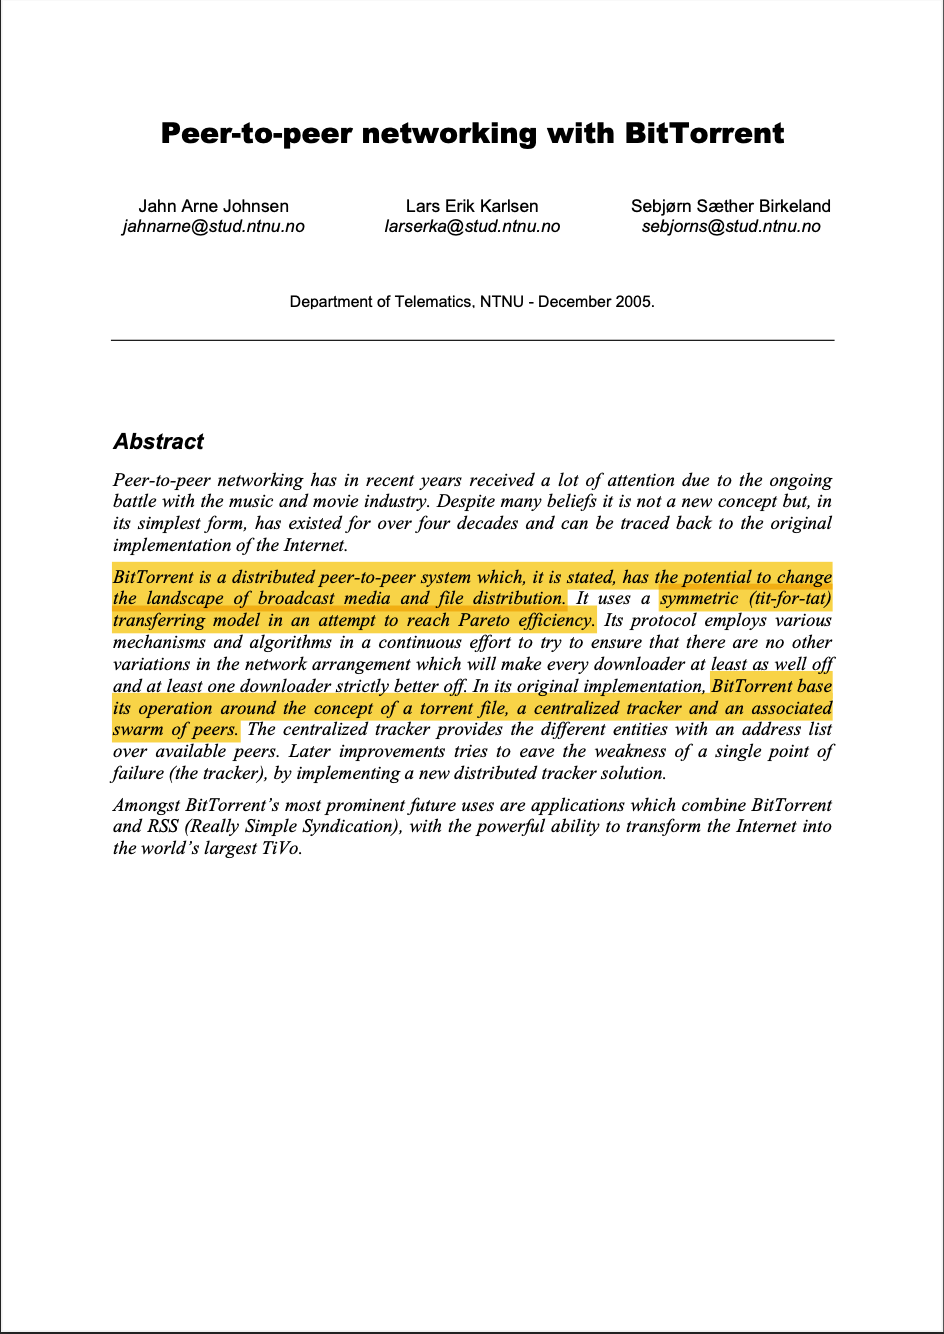 Peer-to-peer networking with BitTorrent
Jahn Arne Johnsen Lars Erik Karlsen Sebjørn Sæther Birkeland
jahnarne@stud.ntnu.no larserka@stud.ntnu.no sebjorns@stud.ntnu.no
Department of Telematics, NTNU - December 2005.
Abstract
Peer-to-peer networking has in recent years received a lot of attention due to the ongoing
battle with the music and movie industry. Despite many beliefs it is not a new concept but, in
its simplest form, has existed for over four decades and can be traced back to the original
implementation of the Internet.
BitTorrent is a distributed peer-to-peer system which, it is stated, has the potential to change
the landscape of broadcast media and file distribution. It uses a symmetric (tit-for-tat)
transferring model in an attempt to reach Pareto efficiency. Its protocol employs various
mechanisms and algorithms in a continuous effort to try to ensure that there are no other
variations in the network arrangement which will make every downloader at least as well off
and at least one downloader strictly better off. In its original implementation, BitTorrent base
its operation around the concept of a torrent file, a centralized tracker and an associated
swarm of peers. The centralized tracker provides the different entities with an address list
over available peers. Later improvements tries to eave the weakness of a single point of
failure (the tracker), by implementing a new distributed tracker solution.
Amongst BitTorrent's most prominent future uses are applications which combine BitTorrent
and RSS (Really Simple Syndication), with the powerful ability to transform the Internet into
the world's largest TiVo.